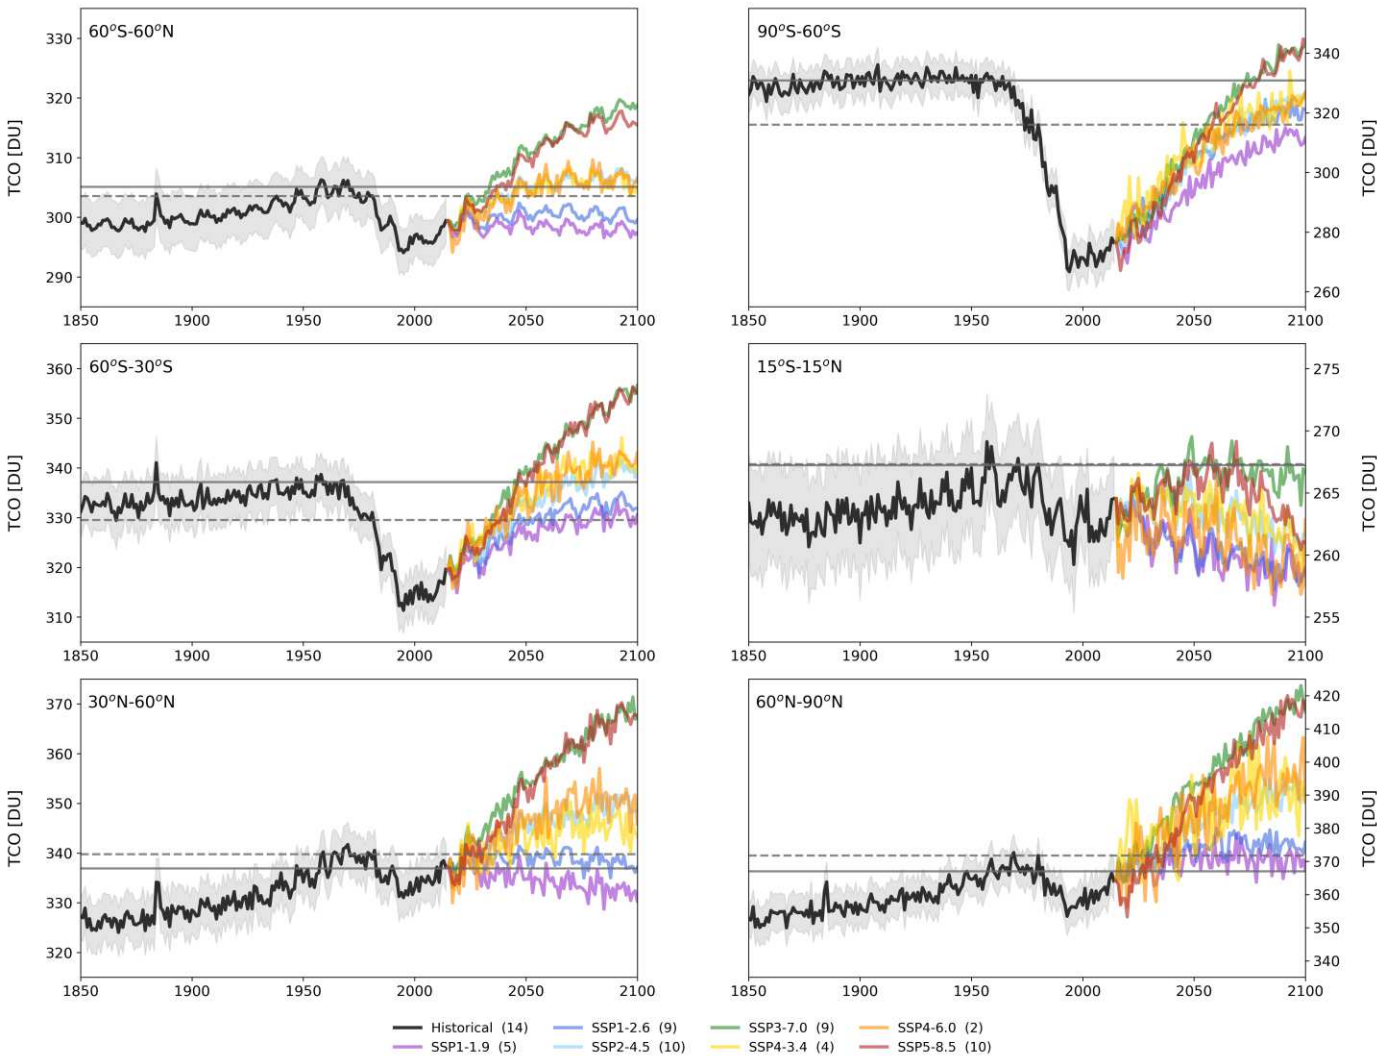 60°S-60°N
TCO [DU]
330
320
310
300
290
1850 1900 1950 2000 2050 2100
90°S-60°S
TCO [DU]
340
320
300
280
260
1850 1900 1950 2000 2050 2100
60°S-30°S
TCO [DU]
360
350
340
330
320
310
1850 1900 1950 2000 2050 2100
15°S-15°N
TCO [DU]
275
270
265
260
255
1850 1900 1950 2000 2050 2100
30°N-60°N
TCO [DU]
370
360
350
340
330
320
1850 1900 1950 2000 2050 2100
60°N-90°N
TCO [DU]
420
410
400
390
380
370
360
350
340
1850 1900 1950 2000 2050 2100
Historical (14) SSP1-2.6 (9) SSP3-7.0 (9) SSP4-6.0 (2)
SSP1-1.9 (5) SSP2-4.5 (10) SSP4-3.4 (4) SSP5-8.5 (10)